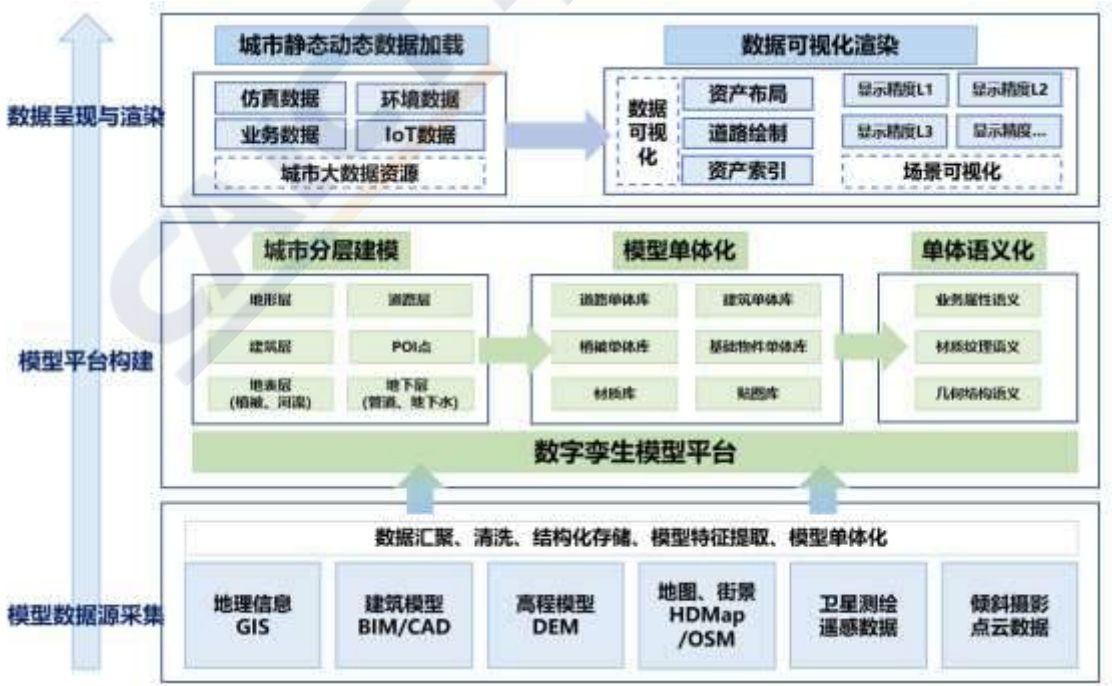 城市静态动态数据加载
数据可视化渲染
数据呈现与渲染
仿真数据
环境数据
业务数据
IoT数据
城市大数据资源
数据
可视
化
资产布局
道路绘制
资产索引
显示精度L1
显示精度L2
显示精度L3
显示精度...
场景可视化
模型平台构建
城市分层建模
模型单体化
单体语义化
地形层
道路层
建筑层
POI点
地表层
(植被、河流)
地下层
(管道、地下水)
道路单体库
建筑单体库
植被单体库
基础物件单体库
材质库
贴图库
业务属性语义
材质纹理语义
几何结构语义
数字孪生模型平台
模型数据源采集
数据汇聚、清洗、结构化存储、模型特征提取、模型单体化
地理信息
GIS
建筑模型
BIM/CAD
高程模型
DEM
地图、街景
HDMap
/OSM
卫星测绘
遥感数据
倾斜摄影
点云数据